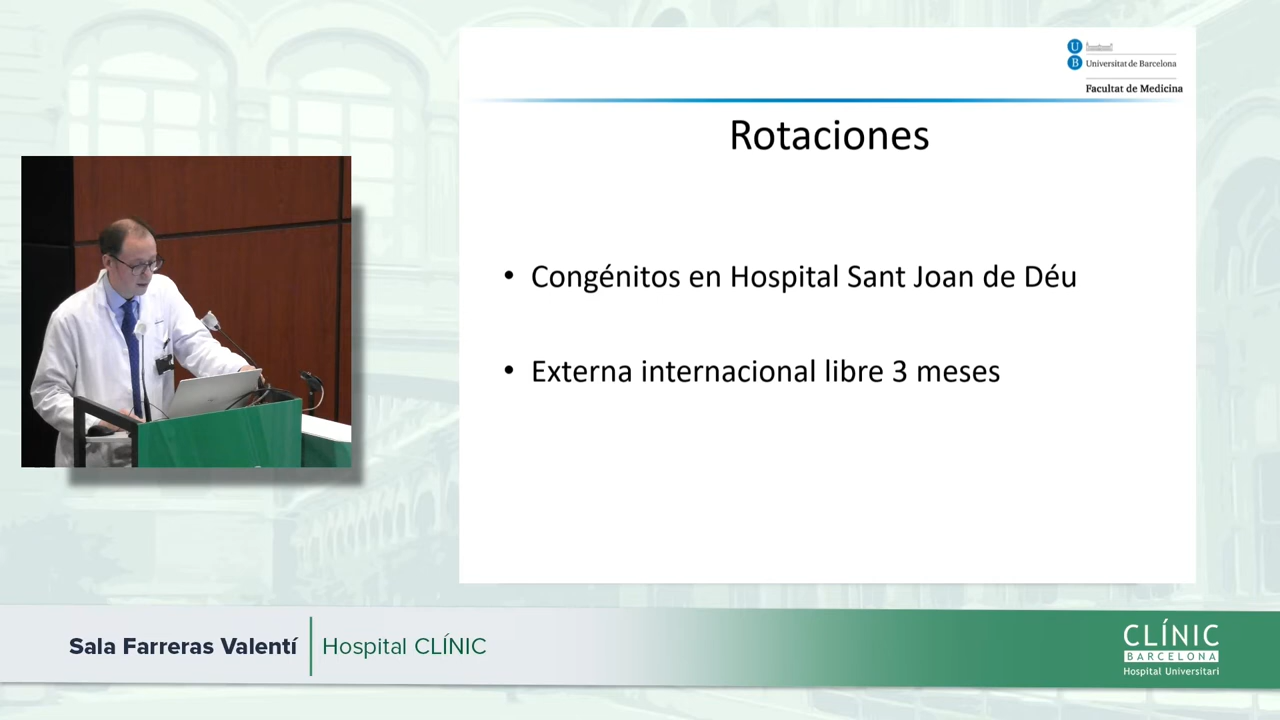 U
B
Universitat de Barcelona
Facultat de Medicina
Rotaciones
• Congénitos en Hospital Sant Joan de Déu
• Externa internacional libre 3 meses
Sala Farreras Valentí
Hospital CLÍNIC
CLÍNIC
BARCELONA
Hospital Universitari